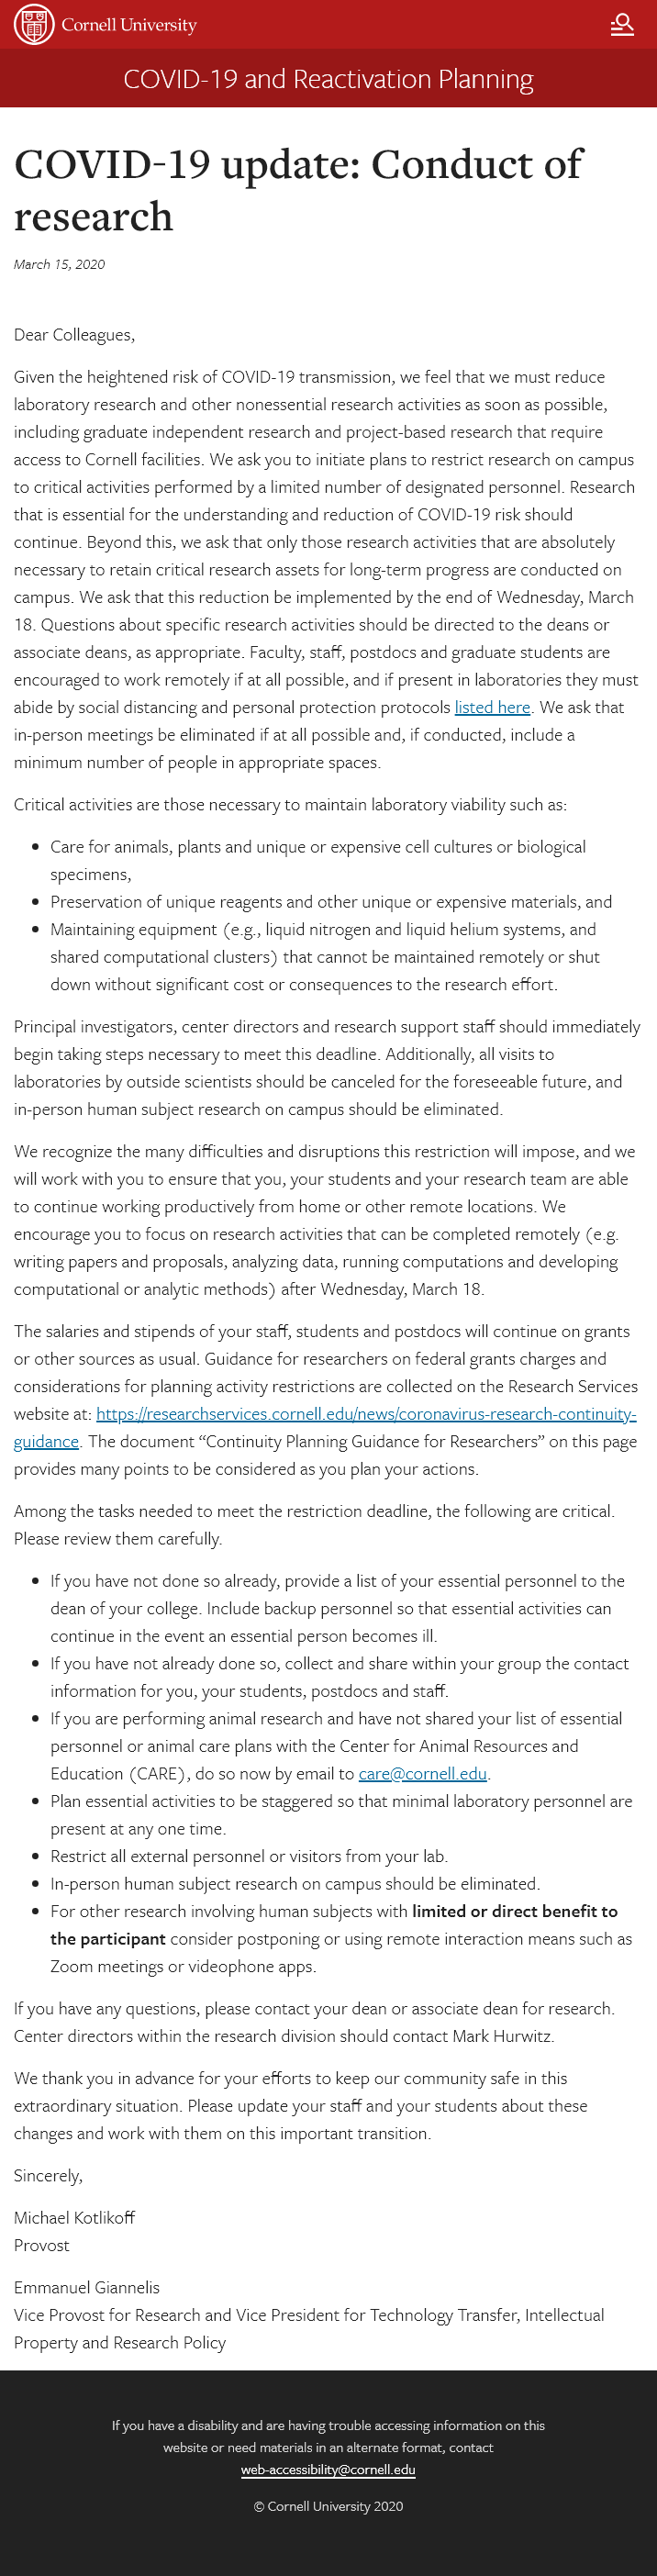 Cornell University
COVID-19 and Reactivation Planning
COVID-19 update: Conduct of
research
March 15, 2020
Dear Colleagues,
Given the heightened risk of COVID-19 transmission, we feel that we must reduce
laboratory research and other nonessential research activities as soon as possible,
including graduate independent research and project-based research that require
access to Cornell facilities. We ask you to initiate plans to restrict research on campus
to critical activities performed by a limited number of designated personnel. Research
that is essential for the understanding and reduction of COVID-19 risk should
continue. Beyond this, we ask that only those research activities that are absolutely
necessary to retain critical research assets for long-term progress are conducted on
campus. We ask that this reduction be implemented by the end of Wednesday, March
18. Questions about specific research activities should be directed to the deans or
associate deans, as appropriate. Faculty, staff, postdocs and graduate students are
encouraged to work remotely if at all possible, and if present in laboratories they must
abide by social distancing and personal protection protocols listed here. We ask that
in-person meetings be eliminated if at all possible and, if conducted, include a
minimum number of people in appropriate spaces.
Critical activities are those necessary to maintain laboratory viability such as:
• Care for animals, plants and unique or expensive cell cultures or biological
specimens,
• Preservation of unique reagents and other unique or expensive materials, and
• Maintaining equipment (e.g., liquid nitrogen and liquid helium systems, and
shared computational clusters) that cannot be maintained remotely or shut
down without significant cost or consequences to the research effort.
Principal investigators, center directors and research support staff should immediately
begin taking steps necessary to meet this deadline. Additionally, all visits to
laboratories by outside scientists should be canceled for the foreseeable future, and
in-person human subject research on campus should be eliminated.
We recognize the many difficulties and disruptions this restriction will impose, and we
will work with you to ensure that you, your students and your research team are able
to continue working productively from home or other remote locations. We
encourage you to focus on research activities that can be completed remotely (e.g.
writing papers and proposals, analyzing data, running computations and developing
computational or analytic methods) after Wednesday, March 18.
The salaries and stipends of your staff, students and postdocs will continue on grants
or other sources as usual. Guidance for researchers on federal grants charges and
considerations for planning activity restrictions are collected on the Research Services
website at: https://researchservices.cornell.edu/news/coronavirus-research-continuity-
guidance. The document “Continuity Planning Guidance for Researchers” on this page
provides many points to be considered as you plan your actions.
Among the tasks needed to meet the restriction deadline, the following are critical.
Please review them carefully.
• If you have not done so already, provide a list of your essential personnel to the
dean of your college. Include backup personnel so that essential activities can
continue in the event an essential person becomes ill.
• If you have not already done so, collect and share within your group the contact
information for you, your students, postdocs and staff.
• If you are performing animal research and have not shared your list of essential
personnel or animal care plans with the Center for Animal Resources and
Education (CARE), do so now by email to care@cornell.edu.
• Plan essential activities to be staggered so that minimal laboratory personnel are
present at any one time.
• Restrict all external personnel or visitors from your lab.
• In-person human subject research on campus should be eliminated.
• For other research involving human subjects with limited or direct benefit to
the participant consider postponing or using remote interaction means such as
Zoom meetings or videophone apps.
If you have any questions, please contact your dean or associate dean for research.
Center directors within the research division should contact Mark Hurwitz.
We thank you in advance for your efforts to keep our community safe in this
extraordinary situation. Please update your staff and your students about these
changes and work with them on this important transition.
Sincerely,
Michael Kotlikoff
Provost
Emmanuel Giannelis
Vice Provost for Research and Vice President for Technology Transfer, Intellectual
Property and Research Policy
If you have a disability and are having trouble accessing information on this
website or need materials in an alternate format, contact
web-accessibility@cornell.edu
© Cornell University 2020